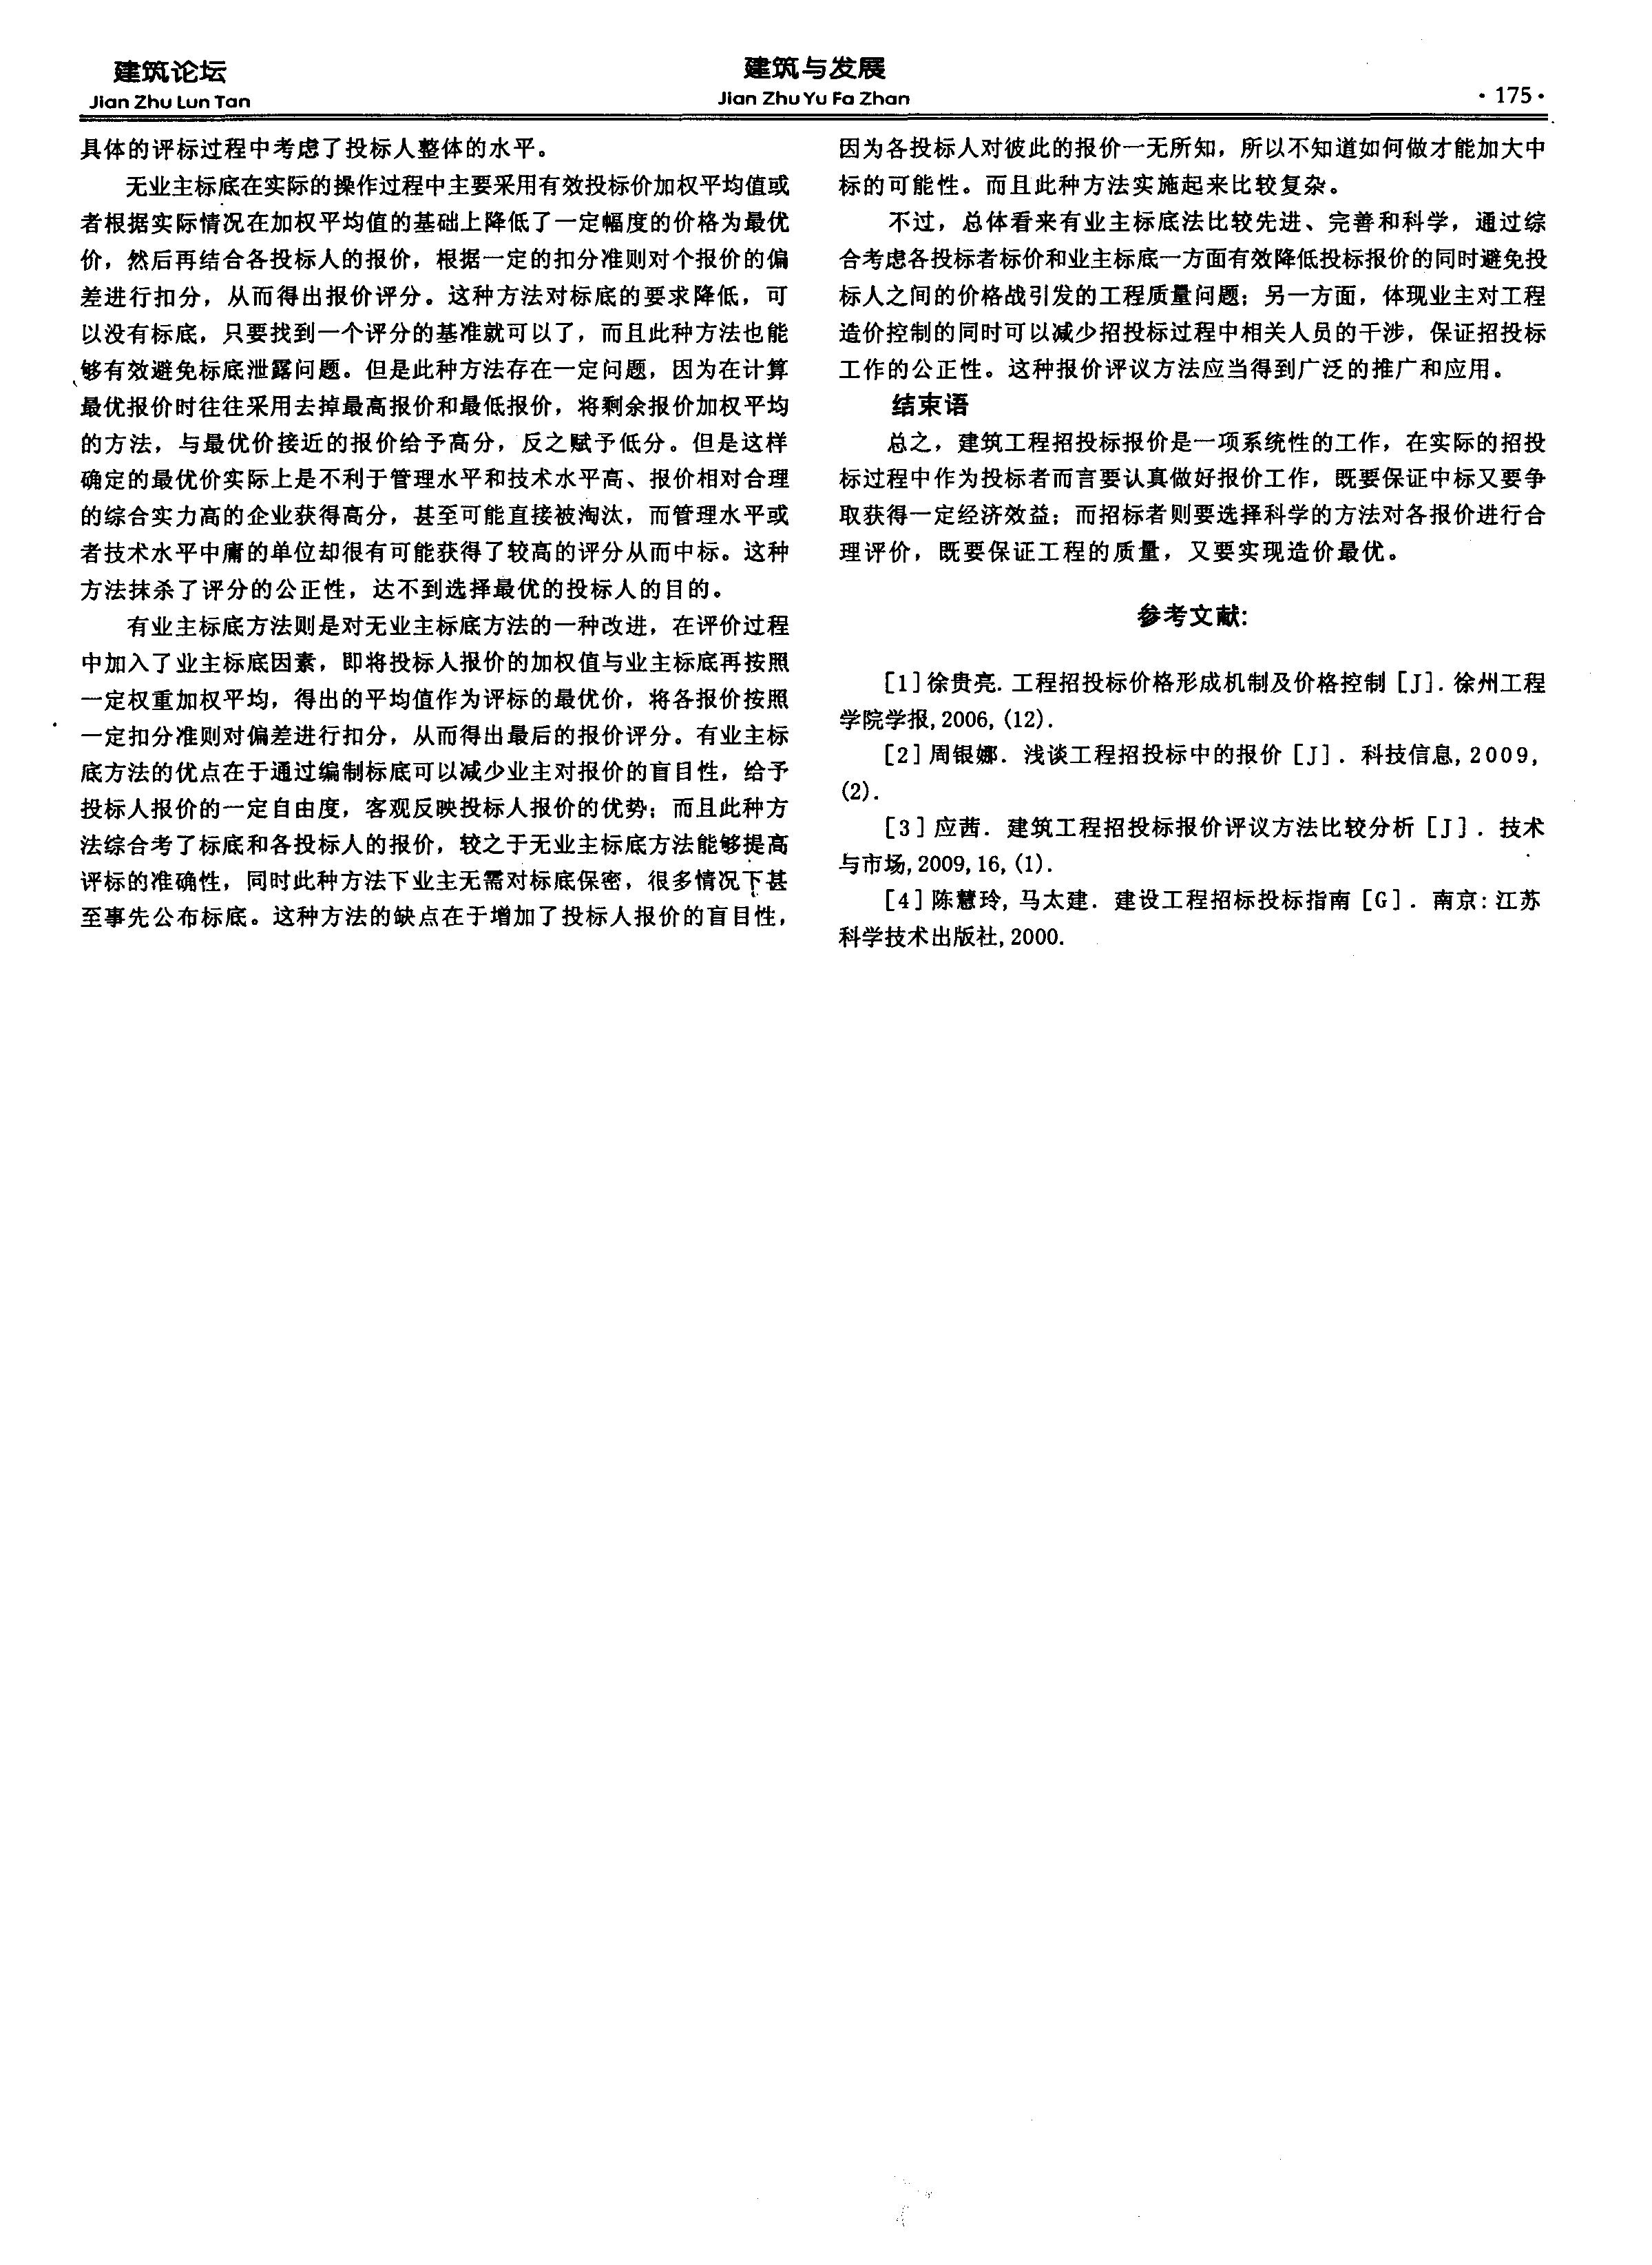 建筑论坛
Jian Zhu Lun Tan
建筑与发展
Jian Zhu Yu Fa Zhan
·175·
具体的评标过程中考虑了投标人整体的水平。
无业主标底在实际的操作过程中主要采用有效投标价加权平均值或
者根据实际情况在加权平均值的基础上降低了一定幅度的价格为最优
价，然后再结合各投标人的报价，根据一定的扣分准则对个报价的偏
差进行扣分，从而得出报价评分。这种方法对标底的要求降低，可
以没有标底，只要找到一个评分的基准就可以了，而且此种方法也能
够有效避免标底泄露问题。但是此种方法存在一定问题，因为在计算
最优报价时往往采用去掉最高报价和最低报价，将剩余报价加权平均
的方法，与最优价接近的报价给予高分，反之赋予低分。但是这样
确定的最优价实际上是不利于管理水平和技术水平高、报价相对合理
的综合实力高的企业获得高分，甚至可能直接被淘汰，而管理水平或
者技术水平中庸的单位却很有可能获得了较高的评分从而中标。这种
方法抹杀了评分的公正性，达不到选择最优的投标人的目的。
有业主标底方法则是对无业主标底方法的一种改进，在评价过程
中加入了业主标底因素，即将投标人报价的加权值与业主标底再按照
一定权重加权平均，得出的平均值作为评标的最优价，将各报价按照
一定扣分准则对偏差进行扣分，从而得出最后的报价评分。有业主标
底方法的优点在于通过编制标底可以减少业主对报价的盲目性，给予
投标人报价的一定自由度，客观反映投标人报价的优势；而且此种方
法综合考了标底和各投标人的报价，较之于无业主标底方法能够提高
评标的准确性，同时此种方法下业主无需对标底保密，很多情况下甚
至事先公布标底。这种方法的缺点在于增加了投标人报价的盲目性，
因为各投标人对彼此的报价一无所知，所以不知道如何做才能加大中
标的可能性。而且此种方法实施起来比较复杂。
不过，总体看来有业主标底法比较先进、完善和科学，通过综
合考虑各投标者标价和业主标底一方面有效降低投标报价的同时避免投
标人之间的价格战引发的工程质量问题；另一方面，体现业主对工程
造价控制的同时可以减少招投标过程中相关人员的干涉，保证招投标
工作的公正性。这种报价评议方法应当得到广泛的推广和应用。
结束语
总之，建筑工程招投标报价是一项系统性的工作，在实际的招投
标过程中作为投标者而言要认真做好报价工作，既要保证中标又要争
取获得一定经济效益；而招标者则要选择科学的方法对各报价进行合
理评价，既要保证工程的质量，又要实现造价最优。
参考文献:
[1]徐贵亮.工程招投标价格形成机制及价格控制[J].徐州工程
学院学报,2006,(12).
[2]周银娜. 浅谈工程招投标中的报价[J]. 科技信息,2009,
(2).
[3]应茜. 建筑工程招投标报价评议方法比较分析[J]. 技术
与市场,2009,16,(1).
[4]陈慧玲,马太建. 建设工程招标投标指南[G]. 南京:江苏
科学技术出版社,2000.